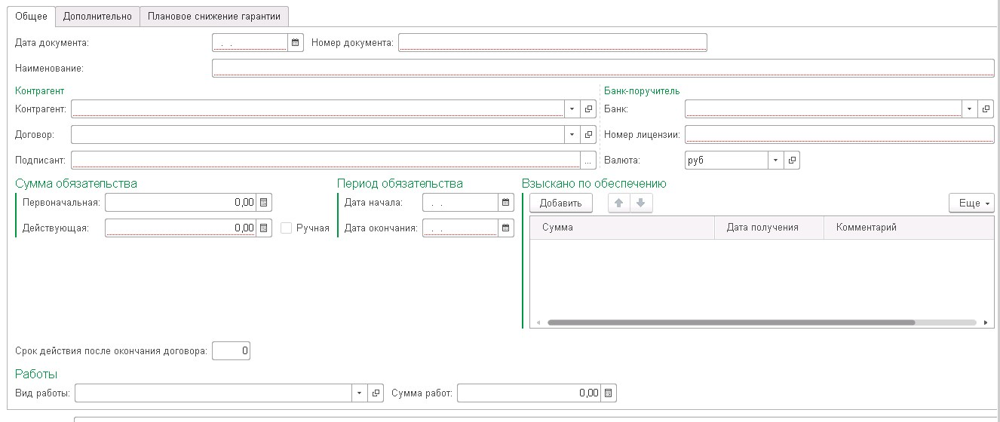 Общее Дополнительно Плановое снижение гарантии
Дата документа: . . Номер документа:
Наименование:
Контрагент Банк-поручитель
Контрагент: Банк:
Договор: Номер лицензии:
Подписант: ... Валюта: руб
Сумма обязательства Период обязательства Взыскано по обеспечению
Первоначальная: 0,00 Дата начала: . . Добавить Еще
Действующая: 0,00 Ручная Дата окончания: . . Сумма Дата получения Комментарий
Срок действия после окончания договора: 0
Работы
Вид работы: Сумма работ: 0,00